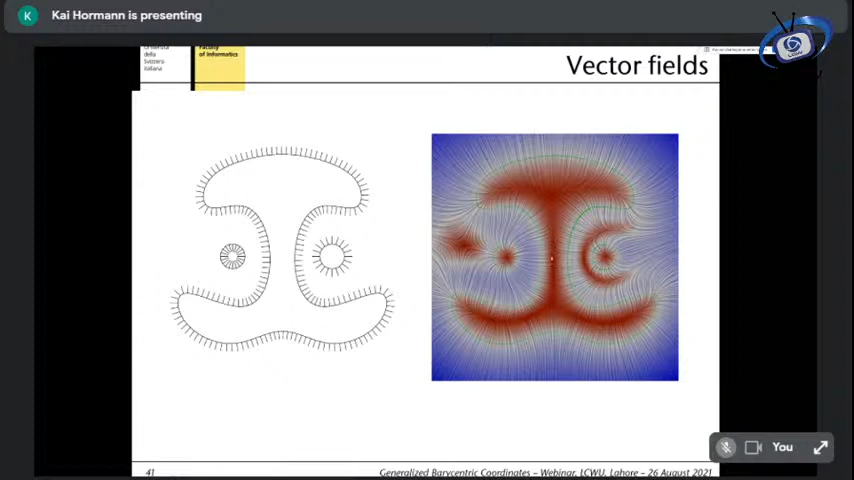 K Kai Hormann is presenting
Università
della
Svizzera
italiana
Faculty
of Informatics
Vector fields
LCWU
You
41
Generalized Barycentric Coordinates – Webinar, LCWU, Lahore – 26 August 2021